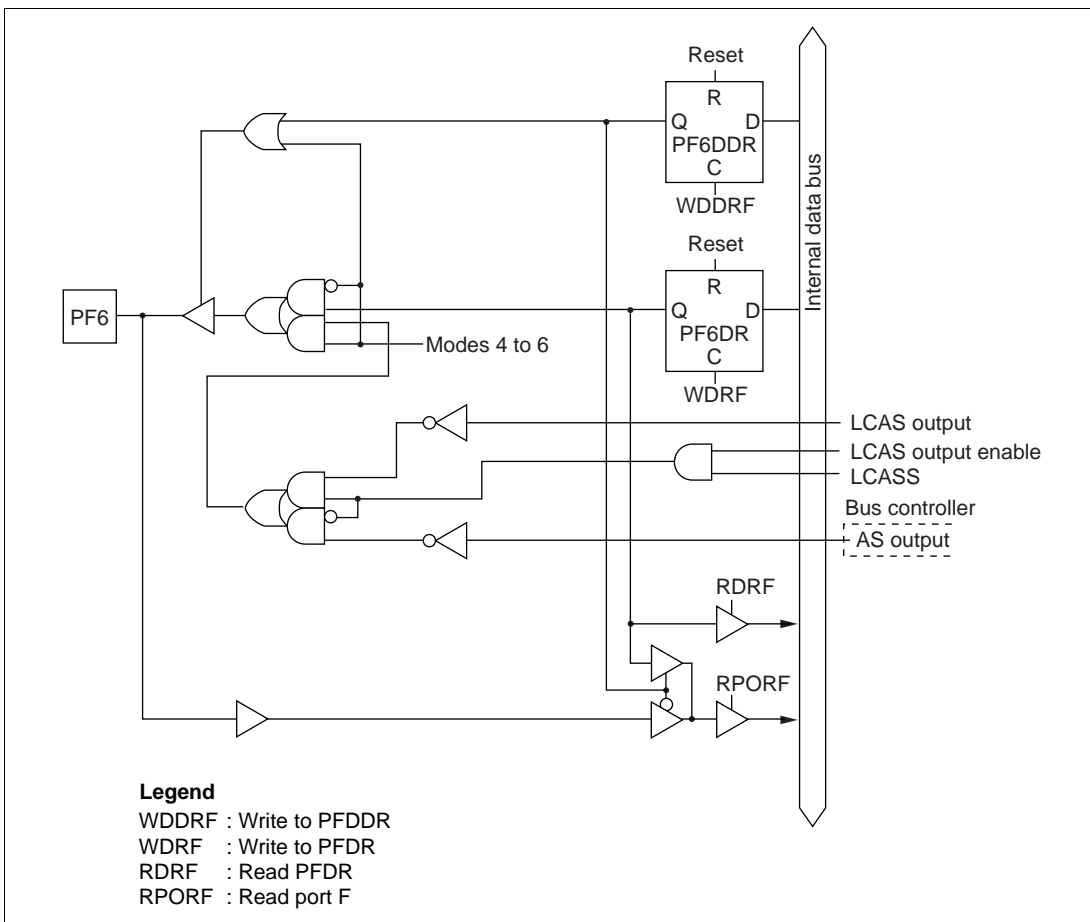 Reset
R
Q D
PF6DDR
C
WDDRF
Internal data bus
Reset
R
Q D
PF6DR
C
WDRF
PF6
Modes 4 to 6
LCAS output
LCAS output enable
LCASS
Bus controller
AS output
RDRF
RPORF
Legend
WDDRF : Write to PFDDR
WDRF : Write to PFDR
RDRF : Read PFDR
RPORF : Read port F